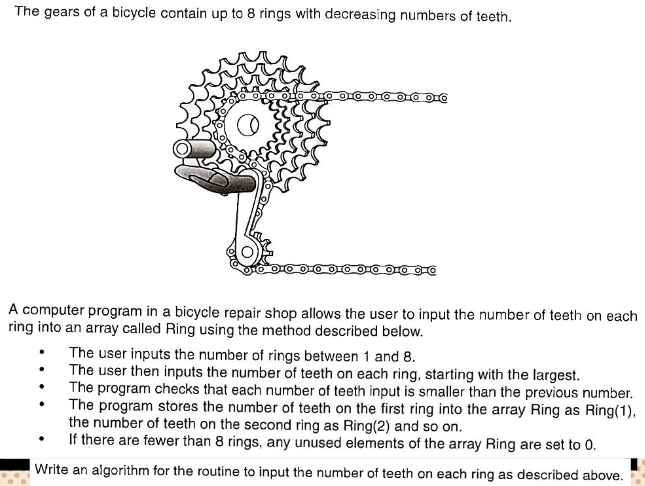 The gears of a bicycle contain up to 8 rings with decreasing numbers of teeth.
A computer program in a bicycle repair shop allows the user to input the number of teeth on each
ring into an array called Ring using the method described below.
• The user inputs the number of rings between 1 and 8.
• The user then inputs the number of teeth on each ring, starting with the largest.
• The program checks that each number of teeth input is smaller than the previous number.
• The program stores the number of teeth on the first ring into the array Ring as Ring(1),
the number of teeth on the second ring as Ring(2) and so on.
• If there are fewer than 8 rings, any unused elements of the array Ring are set to 0.
Write an algorithm for the routine to input the number of teeth on each ring as described above.